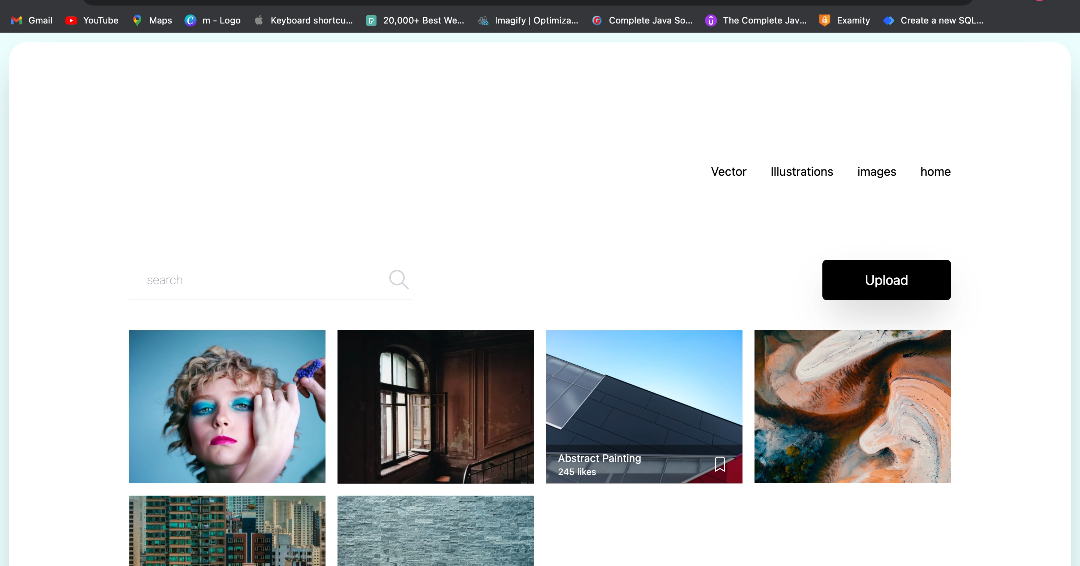 Gmail YouTube Maps m - Logo Keyboard shortcu... 20,000+ Best We... Imagify | Optimiza... Complete Java So... The Complete Jav... Examity Create a new SQL...
Vector Illustrations images home
search
Upload
Abstract Painting
245 likes